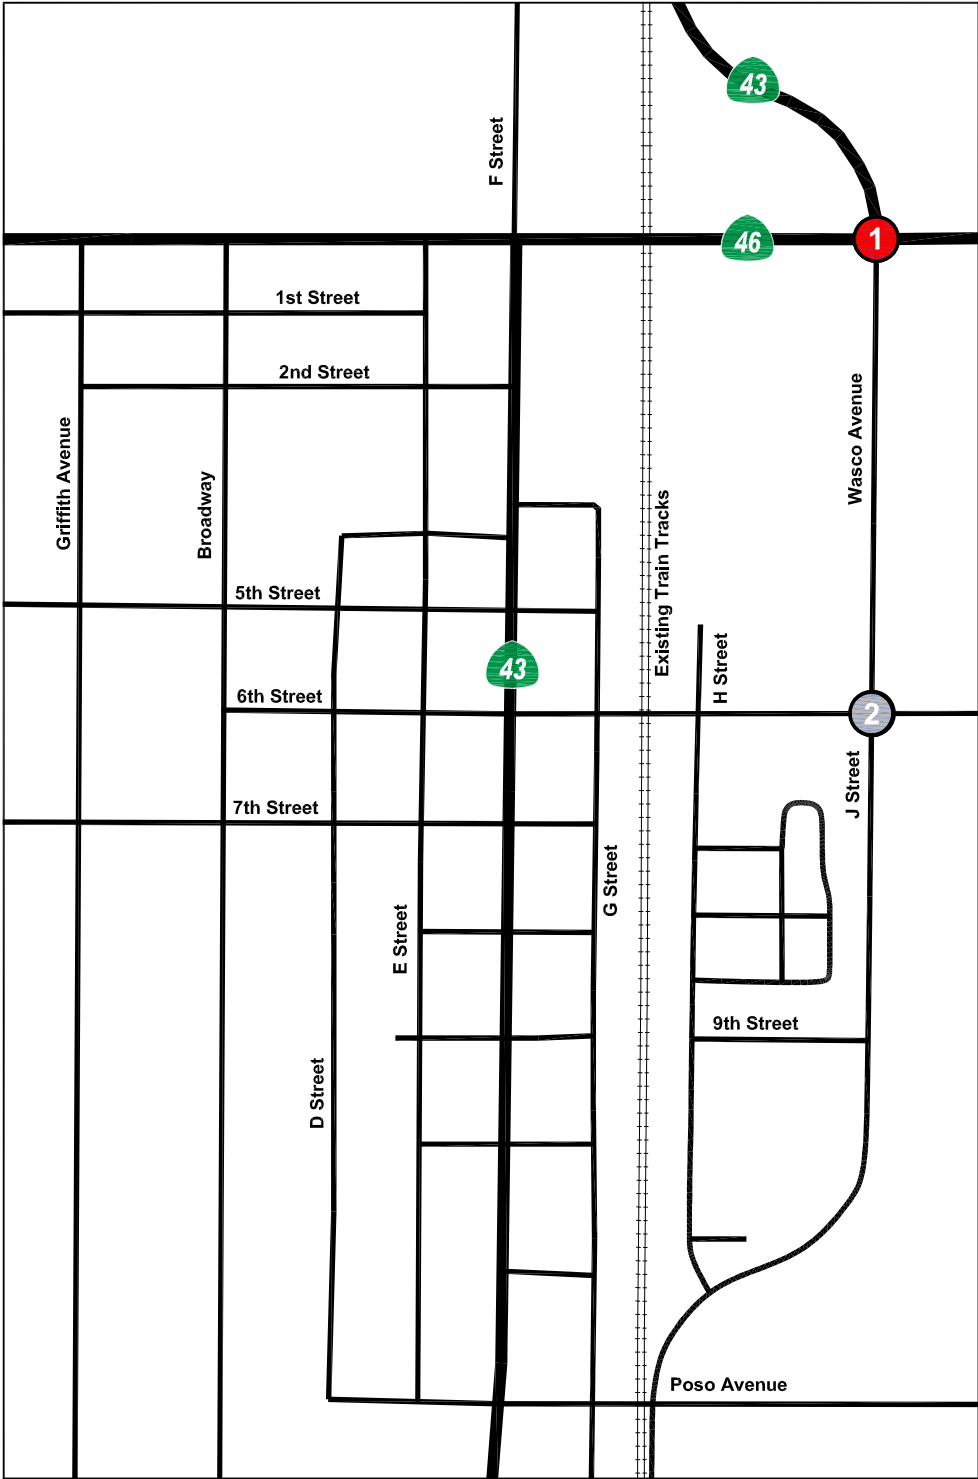 43
F Street
46
1
1st Street
2nd Street
Wasco Avenue
Griffith Avenue
Broadway
Existing Train Tracks
5th Street
H Street
43
6th Street
2
J Street
7th Street
G Street
E Street
9th Street
D Street
Poso Avenue